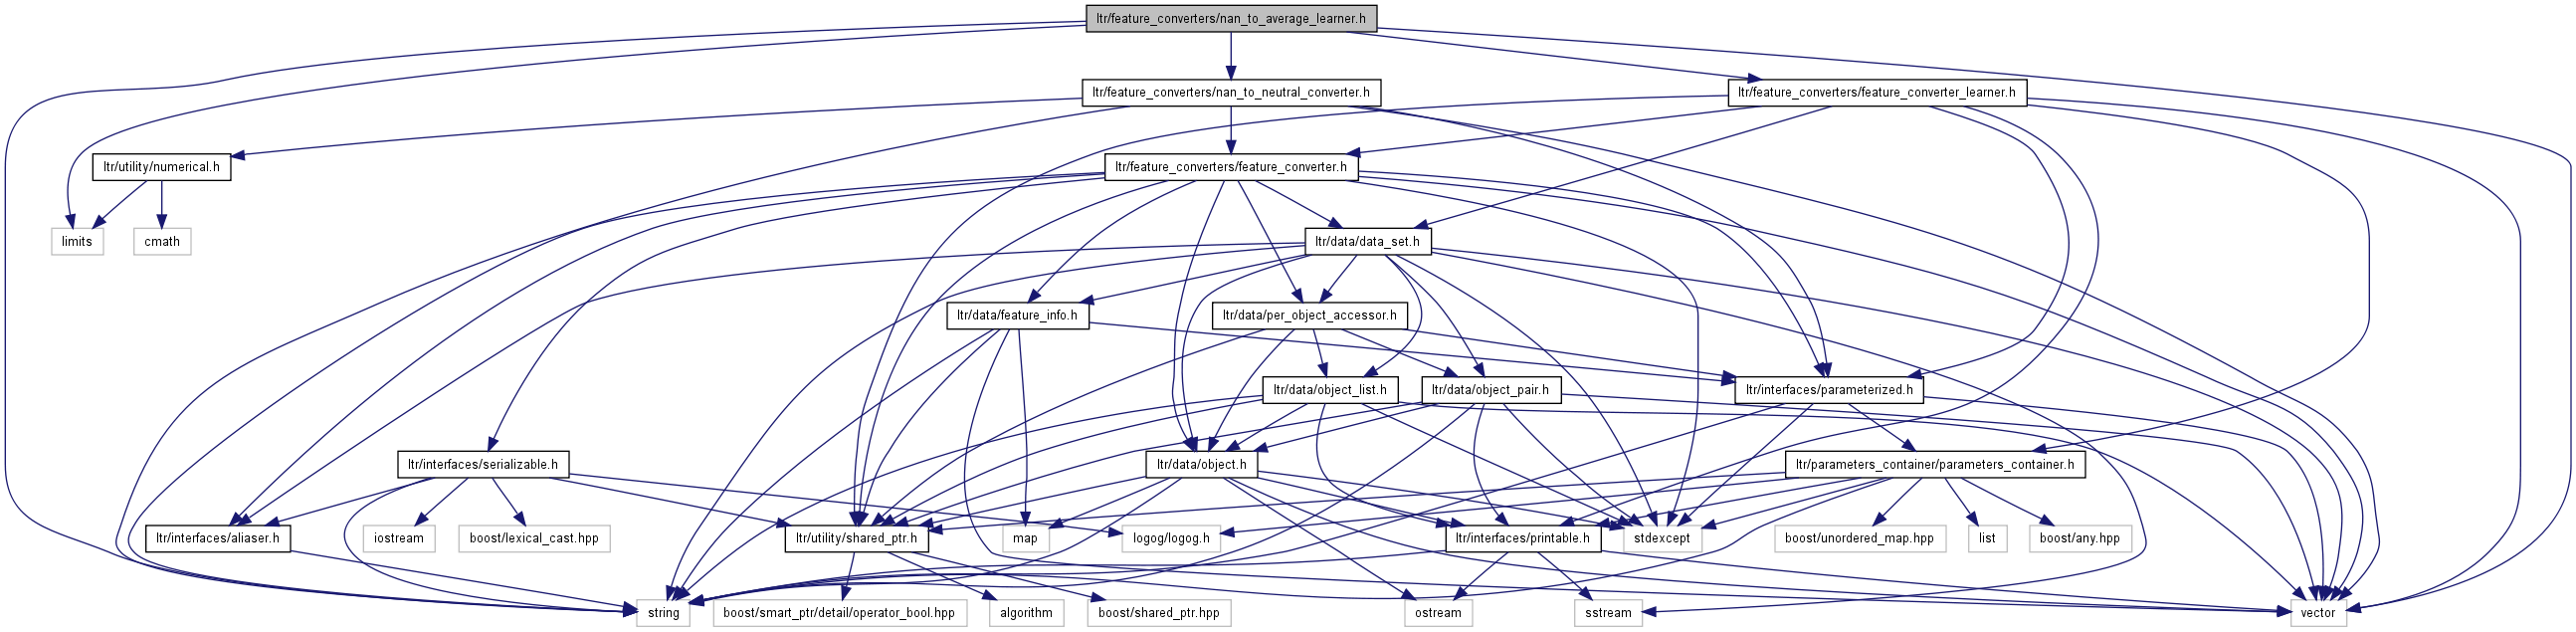 ltr/feature_converters/nan_to_average_learner.h
ltr/feature_converters/nan_to_neutral_converter.h
ltr/feature_converters/feature_converter_learner.h
ltr/utility/numerical.h
ltr/feature_converters/feature_converter.h
limits
cmath
ltr/data/data_set.h
ltr/data/feature_info.h
ltr/data/per_object_accessor.h
ltr/data/object_list.h
ltr/data/object_pair.h
ltr/interfaces/parameterized.h
ltr/interfaces/serializable.h
ltr/data/object.h
ltr/parameters_container/parameters_container.h
ltr/interfaces/aliaser.h
iostream
boost/lexical_cast.hpp
ltr/utility/shared_ptr.h
map
logog/logog.h
ltr/interfaces/printable.h
stdexcept
boost/unordered_map.hpp
list
boost/any.hpp
string
boost/smart_ptr/detail/operator_bool.hpp
algorithm
boost/shared_ptr.hpp
ostream
sstream
vector